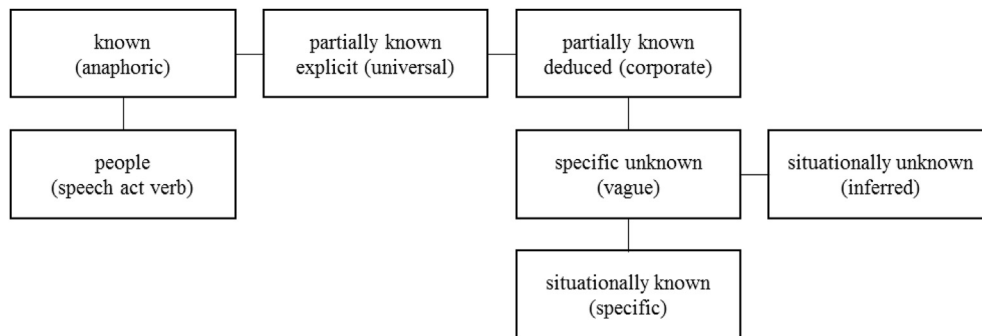 known
(anaphoric)
partially known
explicit (universal)
partially known
deduced (corporate)
people
(speech act verb)
specific unknown
(vague)
situationally unknown
(inferred)
situationally known
(specific)